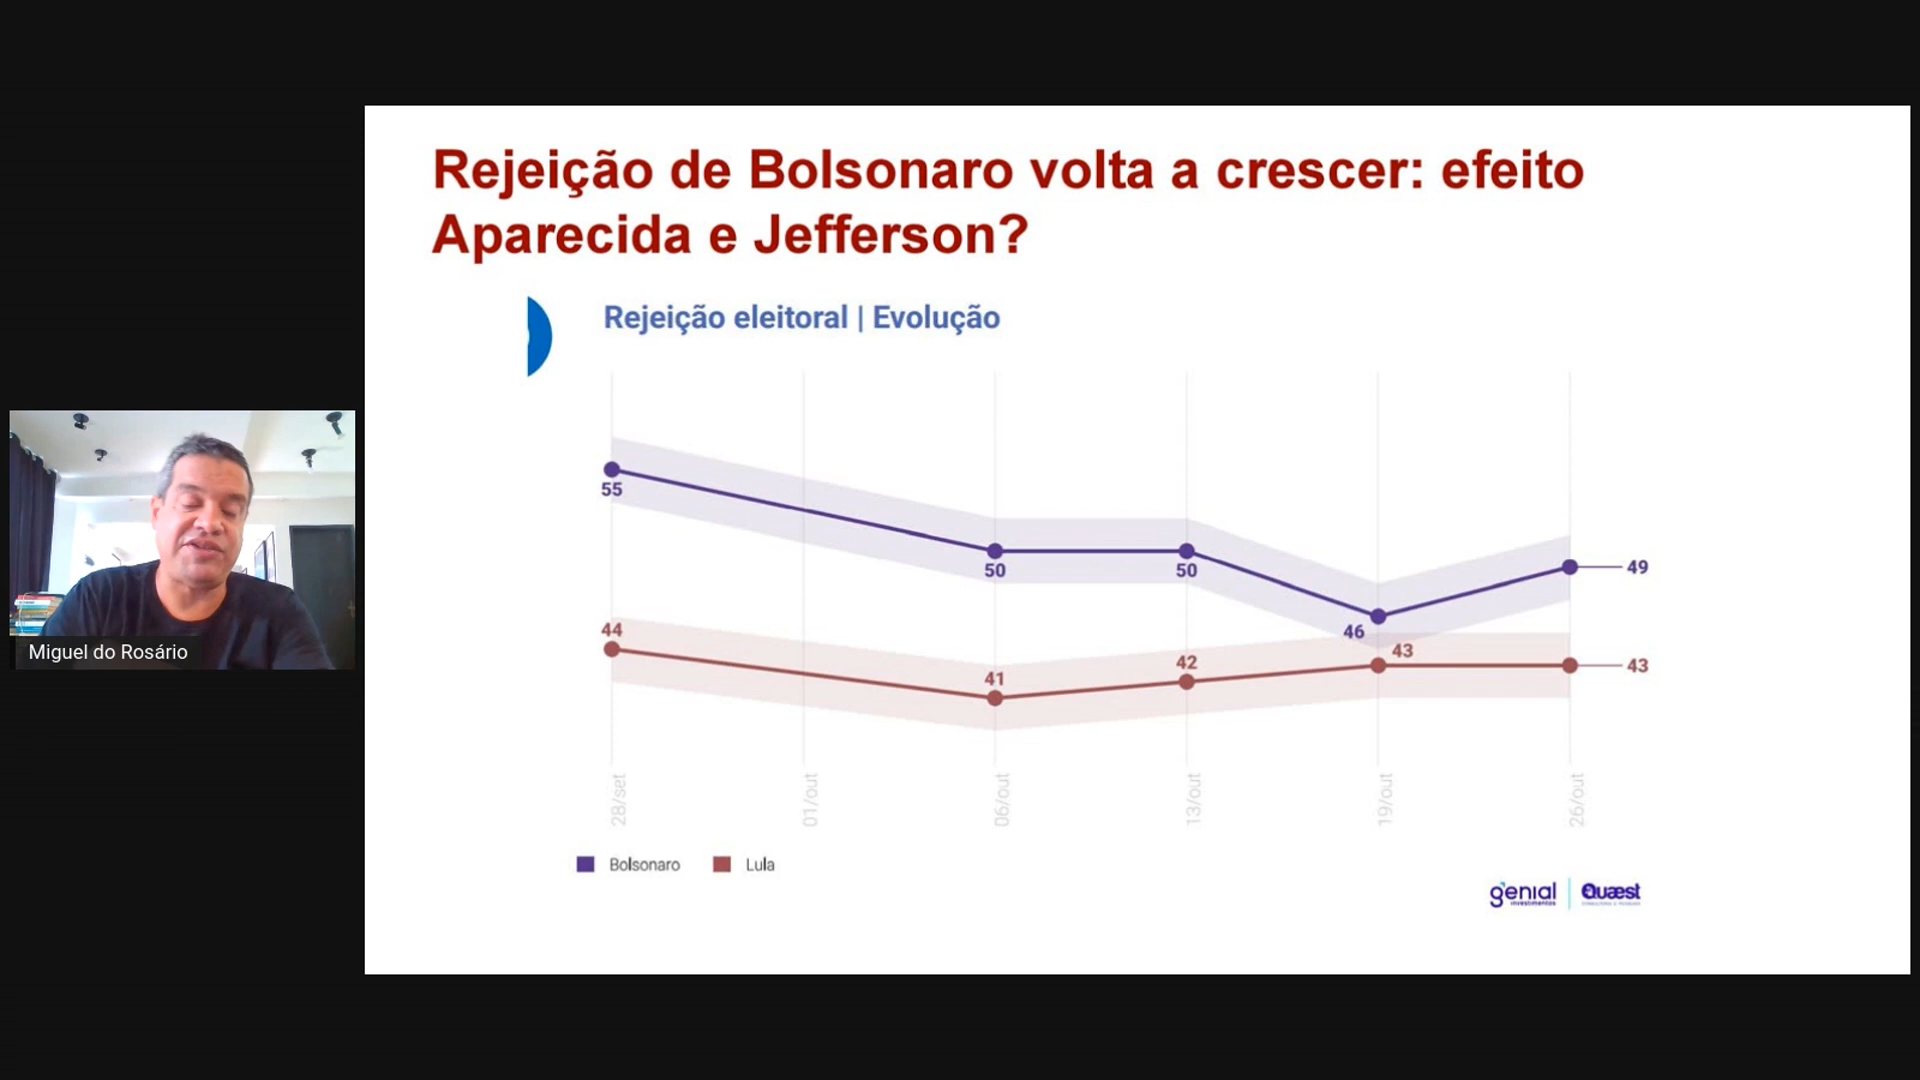 Rejeição de Bolsonaro volta a crescer: efeito
Aparecida e Jefferson?
Rejeição eleitoral | Evolução
55
50
50
46
49
44
41
42
43
43
28/set
01/out
06/out
13/out
19/out
26/out
Bolsonaro
Lula
genial
investimentos
Quæst
Miguel do Rosário